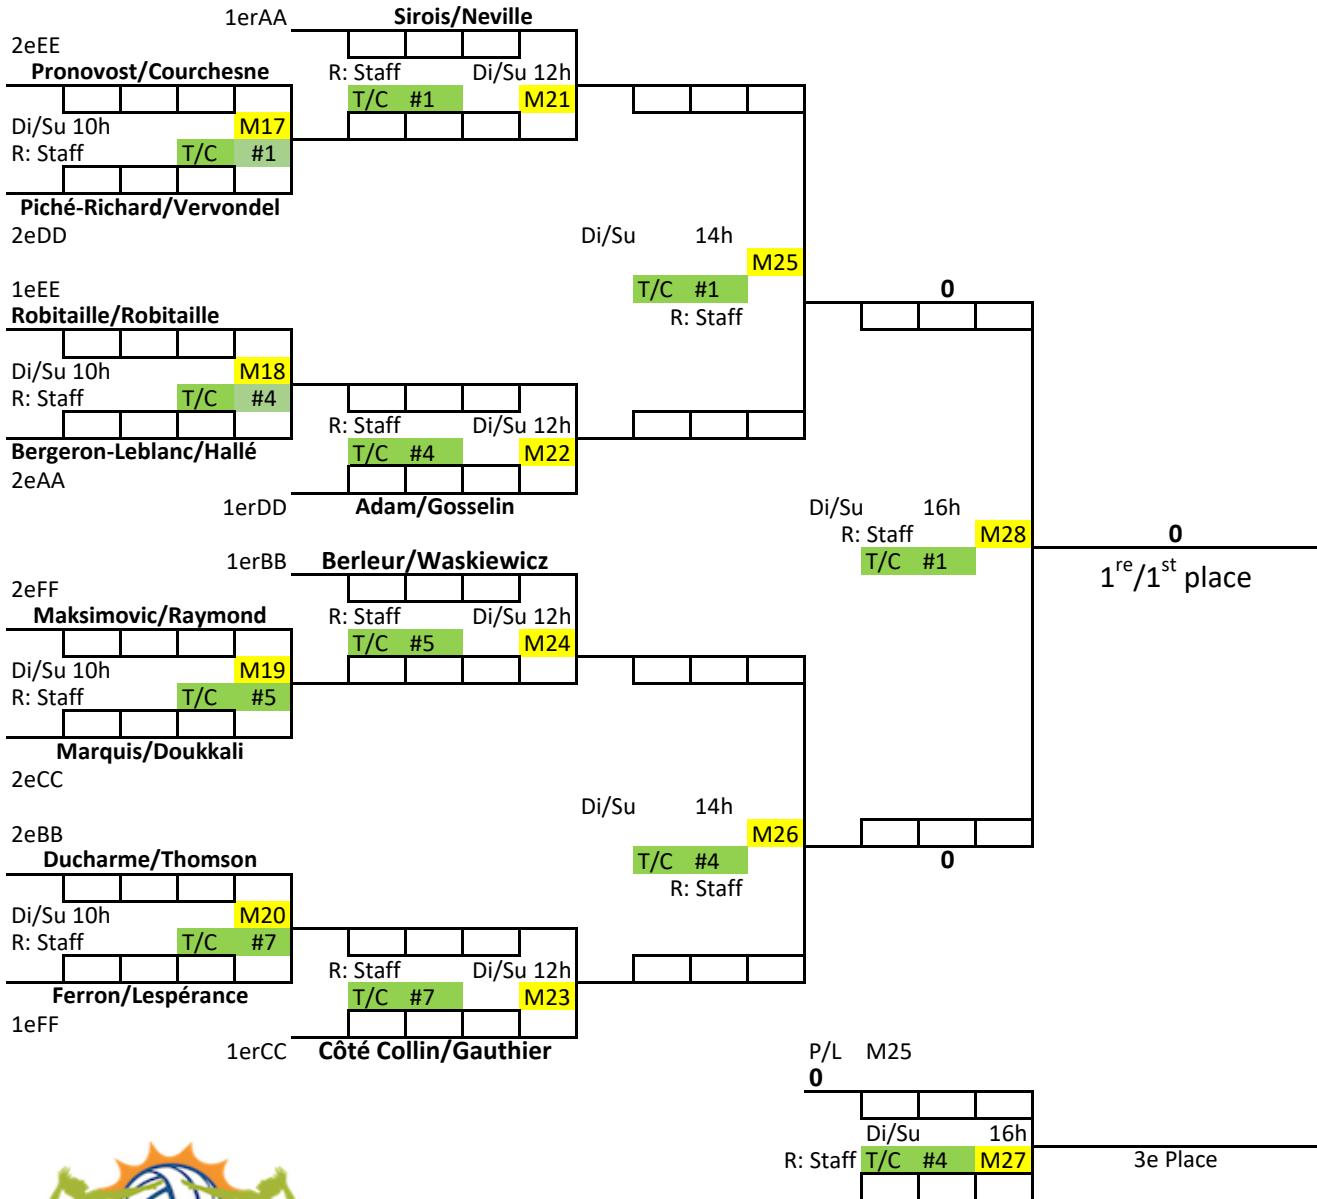 1erAA Sirois/Neville
2eEE
Pronovost/Courchesne R: Staff Di/Su 12h
T/C #1 M21
Di/Su 10h M17
R: Staff T/C #1
Piché-Richard/Vervondel
2eDD Di/Su 14h
M25
1eEE T/C #1 0
Robitaille/Robitaille R: Staff
Di/Su 10h M18
R: Staff T/C #4
R: Staff Di/Su 12h
Bergeron-Leblanc/Hallé T/C #4 M22
2eAA
1erDD Adam/Gosselin Di/Su 16h
R: Staff M28 0
1erBB Berleur/Waskiewicz T/C #1
2eFF 1re/1st place
Maksimovic/Raymond R: Staff Di/Su 12h
T/C #5 M24
Di/Su 10h M19
R: Staff T/C #5
Marquis/Doukkali
2eCC
Di/Su 14h
2eBB M26
Ducharme/Thomson T/C #4 0
R: Staff
Di/Su 10h M20
R: Staff T/C #7
R: Staff Di/Su 12h
Ferron/Lespérance T/C #7 M23
1eFF
1erCC Côté Collin/Gauthier P/L M25
0
Di/Su 16h
R: Staff T/C #4 M27 3e Place